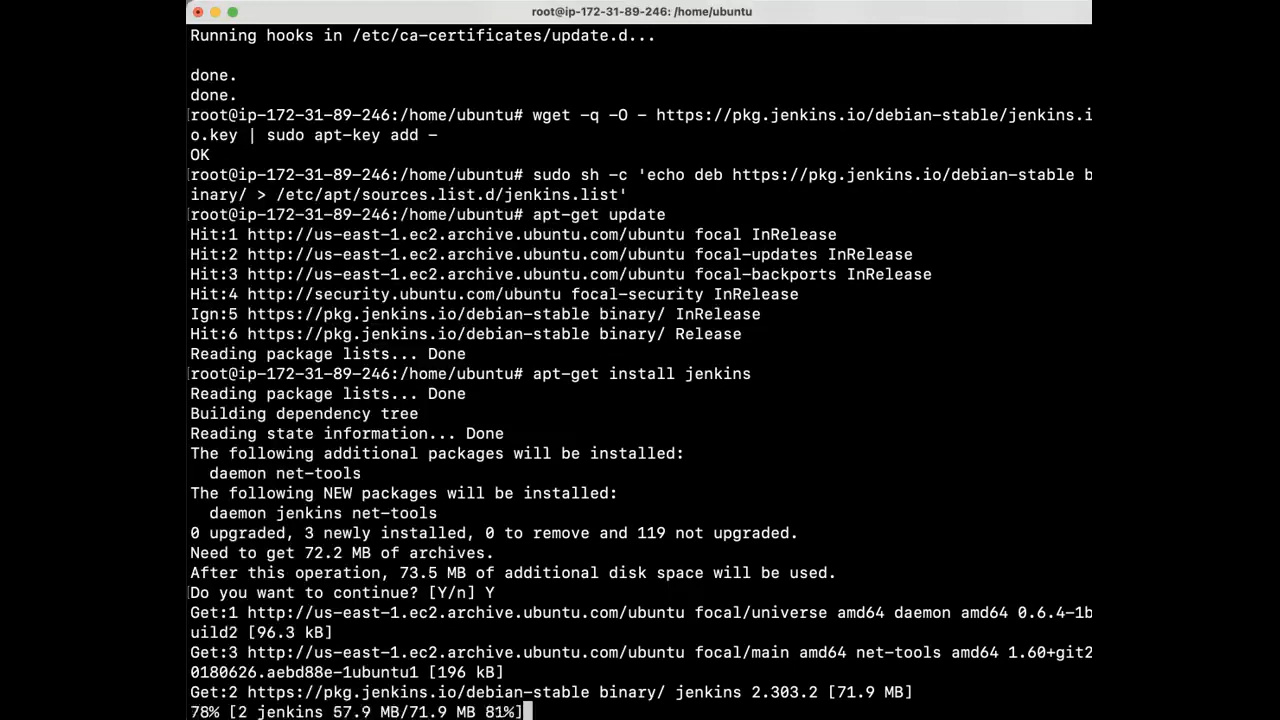 root@ip-172-31-89-246: /home/ubuntu
Running hooks in /etc/ca-certificates/update.d...
done.
done.
root@ip-172-31-89-246:/home/ubuntu# wget -q -O - https://pkg.jenkins.io/debian-stable/jenkins.i
o.key | sudo apt-key add -
OK
root@ip-172-31-89-246:/home/ubuntu# sudo sh -c 'echo deb https://pkg.jenkins.io/debian-stable b
inary/ > /etc/apt/sources.list.d/jenkins.list'
root@ip-172-31-89-246:/home/ubuntu# apt-get update
Hit:1 http://us-east-1.ec2.archive.ubuntu.com/ubuntu focal InRelease
Hit:2 http://us-east-1.ec2.archive.ubuntu.com/ubuntu focal-updates InRelease
Hit:3 http://us-east-1.ec2.archive.ubuntu.com/ubuntu focal-backports InRelease
Hit:4 http://security.ubuntu.com/ubuntu focal-security InRelease
Ign:5 https://pkg.jenkins.io/debian-stable binary/ InRelease
Hit:6 https://pkg.jenkins.io/debian-stable binary/ Release
Reading package lists... Done
root@ip-172-31-89-246:/home/ubuntu# apt-get install jenkins
Reading package lists... Done
Building dependency tree
Reading state information... Done
The following additional packages will be installed:
daemon net-tools
The following NEW packages will be installed:
daemon jenkins net-tools
0 upgraded, 3 newly installed, 0 to remove and 119 not upgraded.
Need to get 72.2 MB of archives.
After this operation, 73.5 MB of additional disk space will be used.
Do you want to continue? [Y/n] Y
Get:1 http://us-east-1.ec2.archive.ubuntu.com/ubuntu focal/universe amd64 daemon amd64 0.6.4-1b
uild2 [96.3 kB]
Get:3 http://us-east-1.ec2.archive.ubuntu.com/ubuntu focal/main amd64 net-tools amd64 1.60+git2
0180626.aebd88e-1ubuntu1 [196 kB]
Get:2 https://pkg.jenkins.io/debian-stable binary/ jenkins 2.303.2 [71.9 MB]
78% [2 jenkins 57.9 MB/71.9 MB 81%]